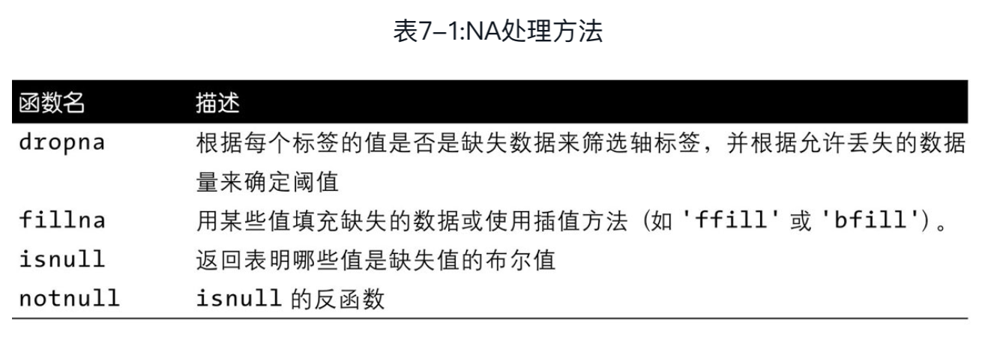 表7-1:NA处理方法
函数名 描述
dropna 根据每个标签的值是否是缺失数据来筛选轴标签，并根据允许丢失的数据
量来确定阈值
fillna 用某些值填充缺失的数据或使用插值方法（如 'ffill' 或 'bfill'）。
isnull 返回表明哪些值是缺失值的布尔值
notnull isnull 的反函数